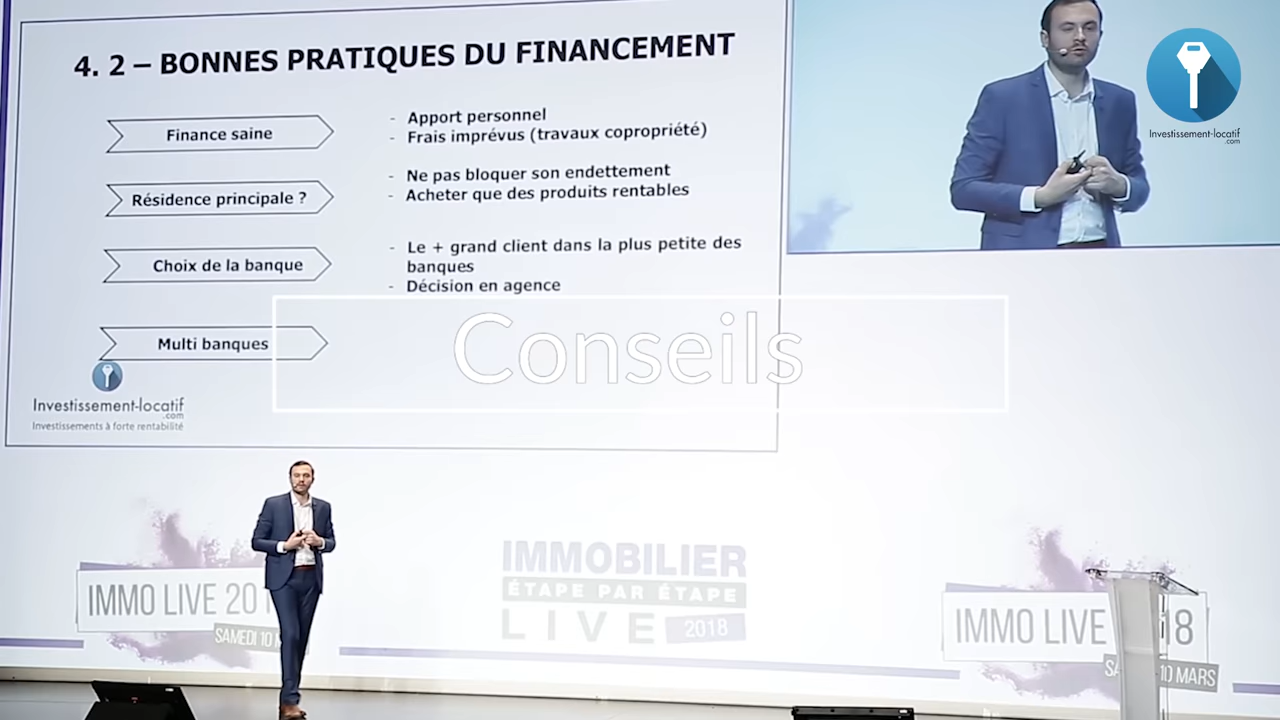 4. 2 – BONNES PRATIQUES DU FINANCEMENT
Finance saine
- Apport personnel
- Frais imprévus (travaux copropriété)
Résidence principale ?
- Ne pas bloquer son endettement
- Acheter que des produits rentables
Choix de la banque
- Le + grand client dans la plus petite des
banques
- Décision en agence
Multi banques
Investissement-locatif
.com
Investissements à forte rentabilité
Investissement-locatif
.com
Conseils
IMMO LIVE 201
SAMEDI 10 M
IMMOBILIER
ÉTAPE PAR ÉTAPE
LIVE 2018
IMMO LIVE 18
SA 10 MARS